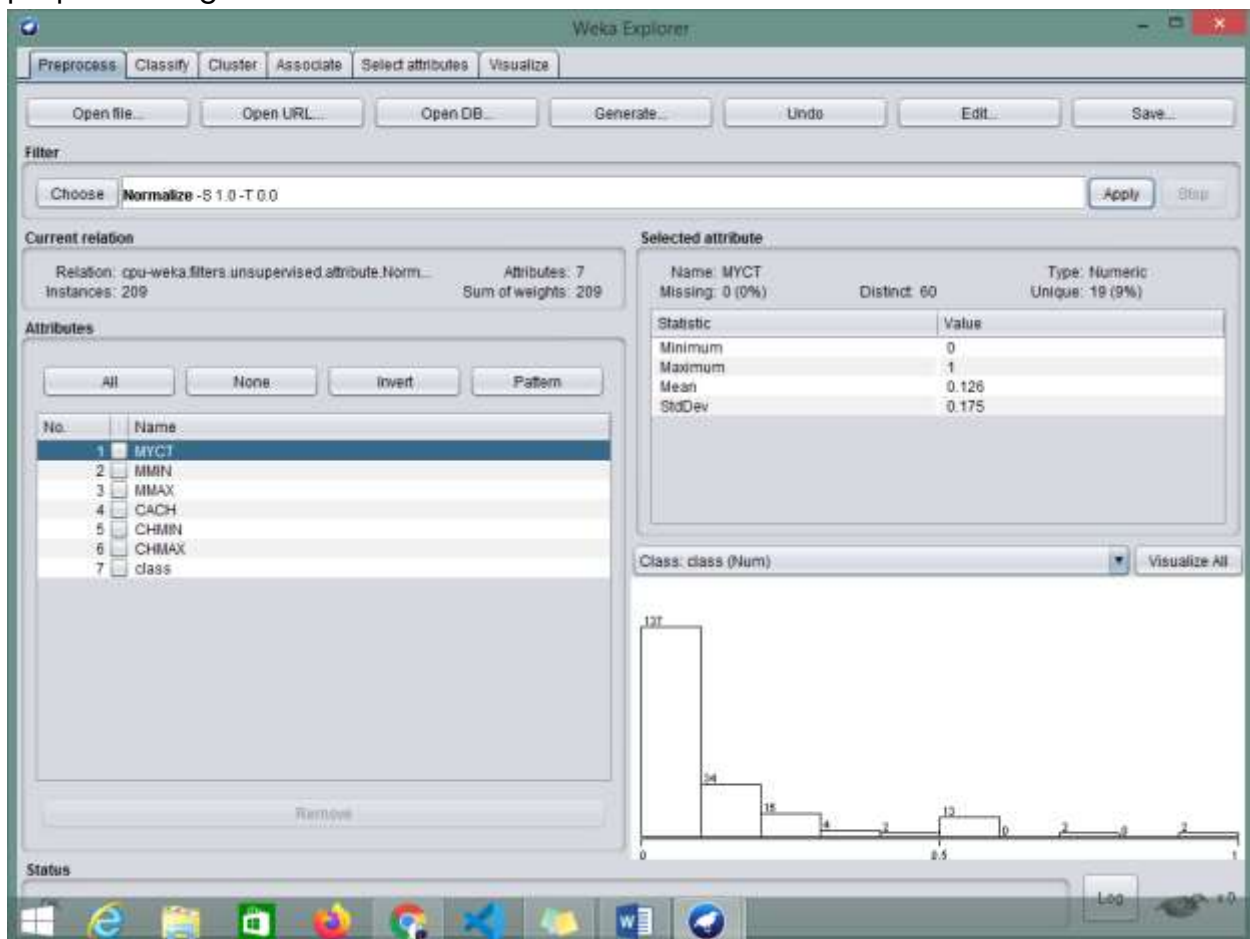 Weka Explorer
Preprocess Classify Cluster Associate Select attributes Visualize
Open file... Open URL... Open DB... Generate... Undo Edit... Save...
Filter
Choose Normalize -S 1.0 -T 0.0 Apply Stop
Current relation
Relation: cpu-weka.filters.unsupervised.attribute.Norm... Attributes: 7
Instances: 209 Sum of weights: 209
Attributes
All None Invert Pattern
No. Name
1 MYCT
2 MMIN
3 MMAX
4 CACH
5 CHMIN
6 CHMAX
7 class
Remove
Selected attribute
Name: MYCT Type: Numeric
Missing: 0 (0%) Distinct: 60 Unique: 19 (9%)
Statistic Value
Minimum 0
Maximum 1
Mean 0.126
StdDev 0.175
Class: class (Num) Visualize All
137
34
15
4 2 13 0 2 0 2
0 0.5 1
Status
Log x 0